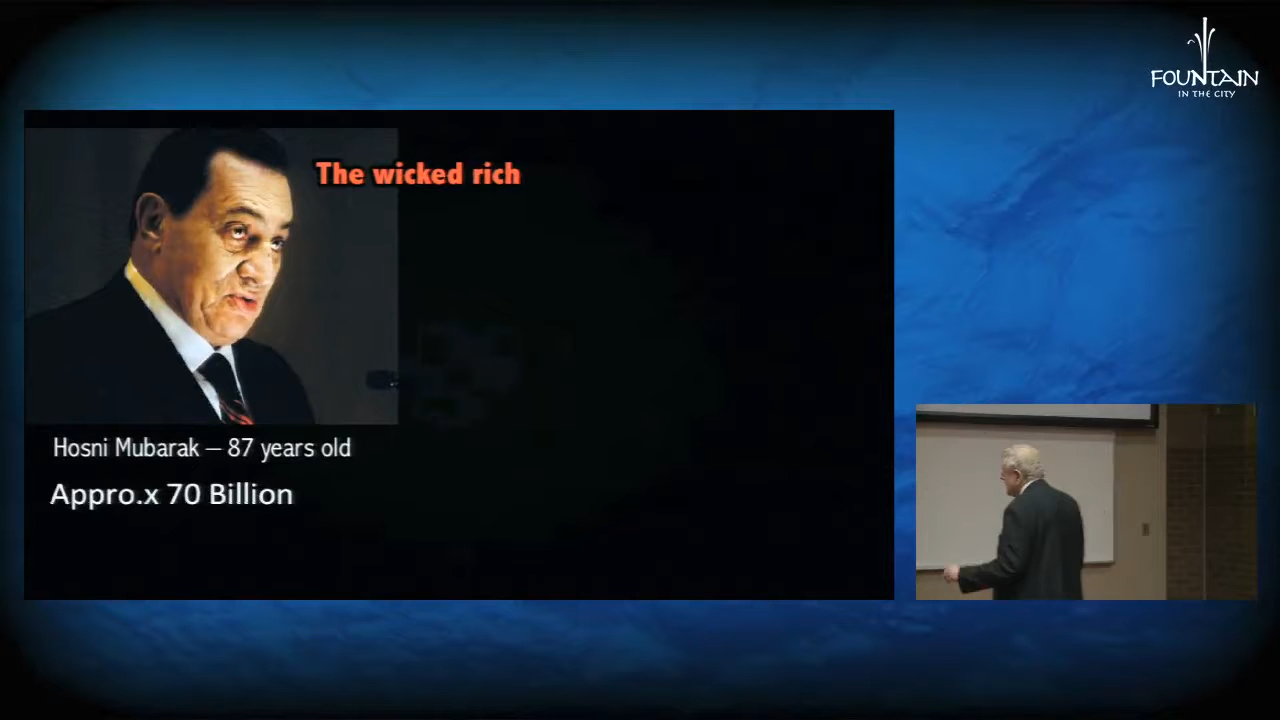 FOUNTAIN
IN THE CITY
The wicked rich
Hosni Mubarak – 87 years old
Appro.x 70 Billion